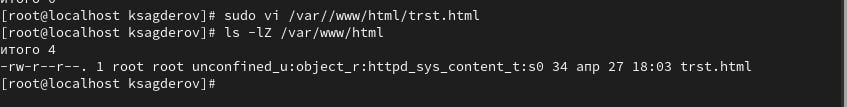 итого 0
[root@localhost ksagderov]# sudo vi /var//www/html/trst.html
[root@localhost ksagderov]# ls -lZ /var/www/html
итого 4
-rw-r--r--. 1 root root unconfined_u:object_r:httpd_sys_content_t:s0 34 апр 27 18:03 trst.html
[root@localhost ksagderov]#